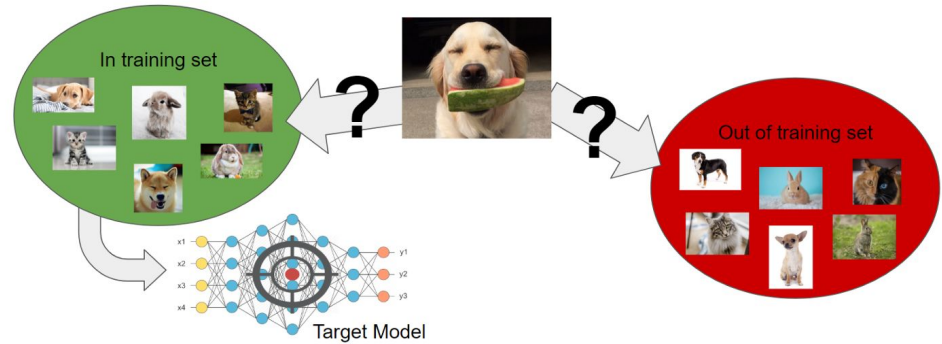 In training set
?
?
Out of training set
x1
x2
x3
x4
y1
y2
y3
Target Model